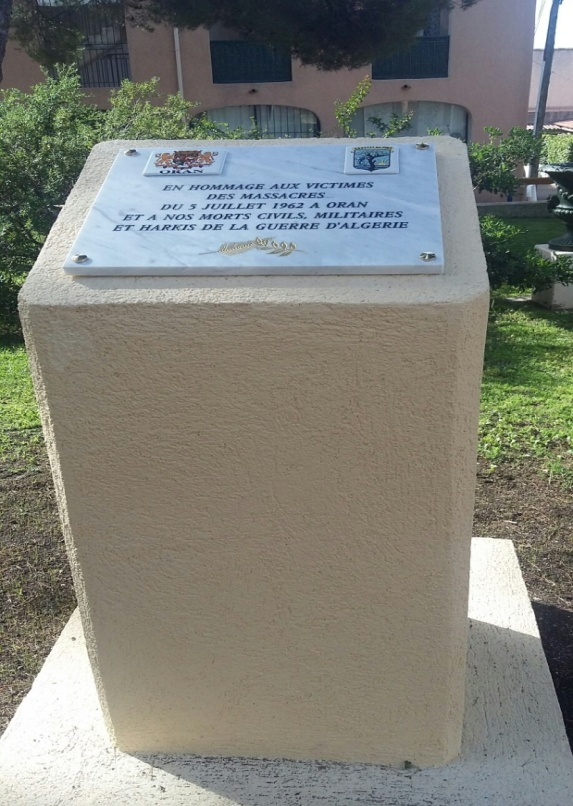 ORAN
EN HOMMAGE AUX VICTIMES
DES MASSACRES
DU 5 JUILLET 1962 A ORAN
ET A NOS MORTS CIVILS, MILITAIRES
ET HARKIS DE LA GUERRE D'ALGERIE